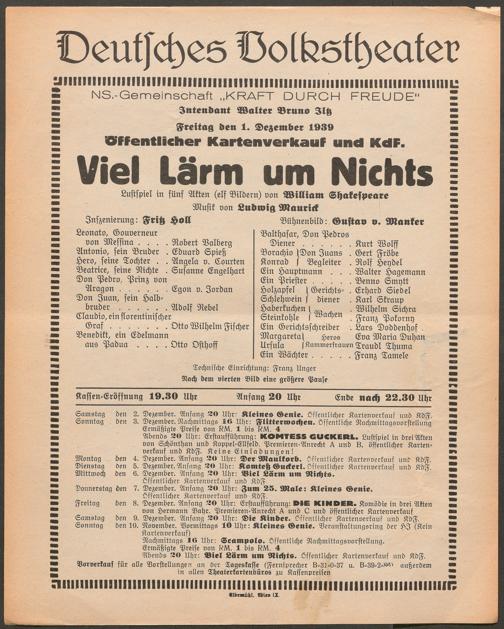 Deutsches Volkstheater
NS.-Gemeinschaft „KRAFT DURCH FREUDE"
Intendant Walter Bruno Iltz
Freitag den 1. Dezember 1939
Öffentlicher Kartenverkauf und KdF.
Viel Lärm um Nichts
Lustspiel in fünf Akten (elf Bildern) von William Shakespeare
Musik von Ludwig Maurick
Inszenierung: Fritz Holl
Bühnenbild: Gustav v. Manker
Leonato, Gouverneur
von Messina . . . . . Robert Valberg
Antonio, sein Bruder . Eduard Spieß
Hero, seine Tochter . . Angela v. Courten
Beatrice, seine Nichte . Susanne Engelhart
Don Pedro, Prinz von
Aragon . . . . . . . Egon v. Jordan
Don Juan, sein Halb-
bruder . . . . . . . Adolf Rebel
Claudio, ein florentinischer
Graf . . . . . . . . Otto Wilhelm Fischer
Benedikt, ein Edelmann
aus Padua . . . . . Otto Osthoff
Balthasar, Don Pedros
Diener . . . . . . . Kurt Wolff
Borachio } Don Juans Gert Fröbe
Konrad } Begleiter . Rolf Heydel
Ein Hauptmann . . . Walter Hagemann
Ein Priester . . . . . Benno Smytt
Holzapfel } Gerichts- Erhard Siedel
Schlehwein } diener . Karl Skraup
Haberkuchen } Wachen . Wilhelm Sichra
Steinkohle } Franz Pokorny
Ein Gerichtschreiber . Lars Doddenhof
Margareta } Heros Eva Maria Duhan
Ursula } Kammerfrauen Traudl Thuma
Ein Wächter . . . . . Franz Tamele
Technische Einrichtung: Franz Unger
Nach dem vierten Bild eine größere Pause
Kassen-Eröffnung 19.30 Uhr Anfang 20 Uhr Ende nach 22.30 Uhr
Samstag den 2. Dezember. Anfang 20 Uhr: Kleines Genie. Öffentlicher Kartenverkauf und KdF.
Sonntag den 3. Dezember. Nachmittags 16 Uhr: Flitterwochen. Öffentliche Nachmittagsvorstellung
Ermäßigte Preise von RM. 1 bis RM. 4
Abends 20 Uhr: Erstaufführung: KOMTESS GUCKERL. Lustspiel in drei Akten
von Schönthan und Koppel-Ellfeld. Premieren-Anrecht A und B, öffentlicher Karten-
verkauf und KdF. Keine Einladungen!
Montag den 4. Dezember. Anfang 20 Uhr: Der Maulkorb. Öffentlicher Kartenverkauf und KdF.
Dienstag den 5. Dezember. Anfang 20 Uhr: Komteß Guckerl. Öffentlicher Kartenverkauf und KdF.
Mittwoch den 6. Dezember. Anfang 20 Uhr: Viel Lärm um Nichts.
Öffentlicher Kartenverkauf und KdF
Donnerstag den 7. Dezember. Anfang 20 Uhr: Zum 25. Male: Kleines Genie.
Öffentlicher Kartenverkauf und KdF.
Freitag den 8. Dezember. Anfang 20 Uhr: Erstaufführung: DIE KINDER. Komödie in drei Akten
von Hermann Bahr. Premieren-Anrecht A und C und öffentlicher Kartenverkauf
Samstag den 9. Dezember. Anfang 20 Uhr: Die Kinder. Öffentlicher Kartenverkauf und KdF.
Sonntag den 10. Dezember. Vormittags 10 Uhr: Kleines Genie. Veranstaltungsring der HJ (Kein
Kartenverkauf)
Nachmittags 16 Uhr: Scampolo. Öffentliche Nachmittagsvorstellung.
Ermäßigte Preise von RM. 1 bis RM. 4
Abends 20 Uhr: Viel Lärm um Nichts. Öffentlicher Kartenverkauf und KdF.
Vorverkauf für alle Vorstellungen an der Tageskasse (Fernsprecher B-31-0-37 u. außerdem
in allen Theaterkartenbüros zu Kassenpreisen
Elbemühl, Wien IX.